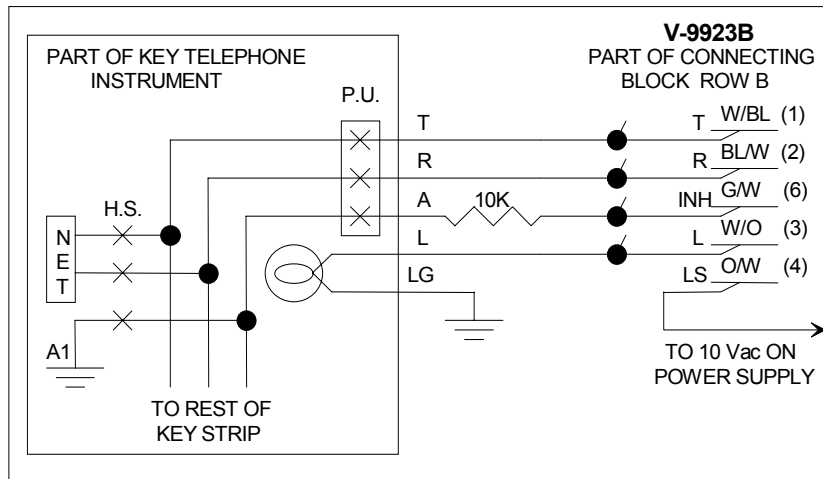 V-9923B
PART OF CONNECTING
BLOCK ROW B
PART OF KEY TELEPHONE
INSTRUMENT
P.U.
T
T
W/BL
(1)
R
R
BL/W
(2)
A
10K
INH
G/W
(6)
L
L
W/O
(3)
LG
LS
O/W
(4)
H.S.
NET
A1
TO REST OF
KEY STRIP
TO 10 Vac ON
POWER SUPPLY